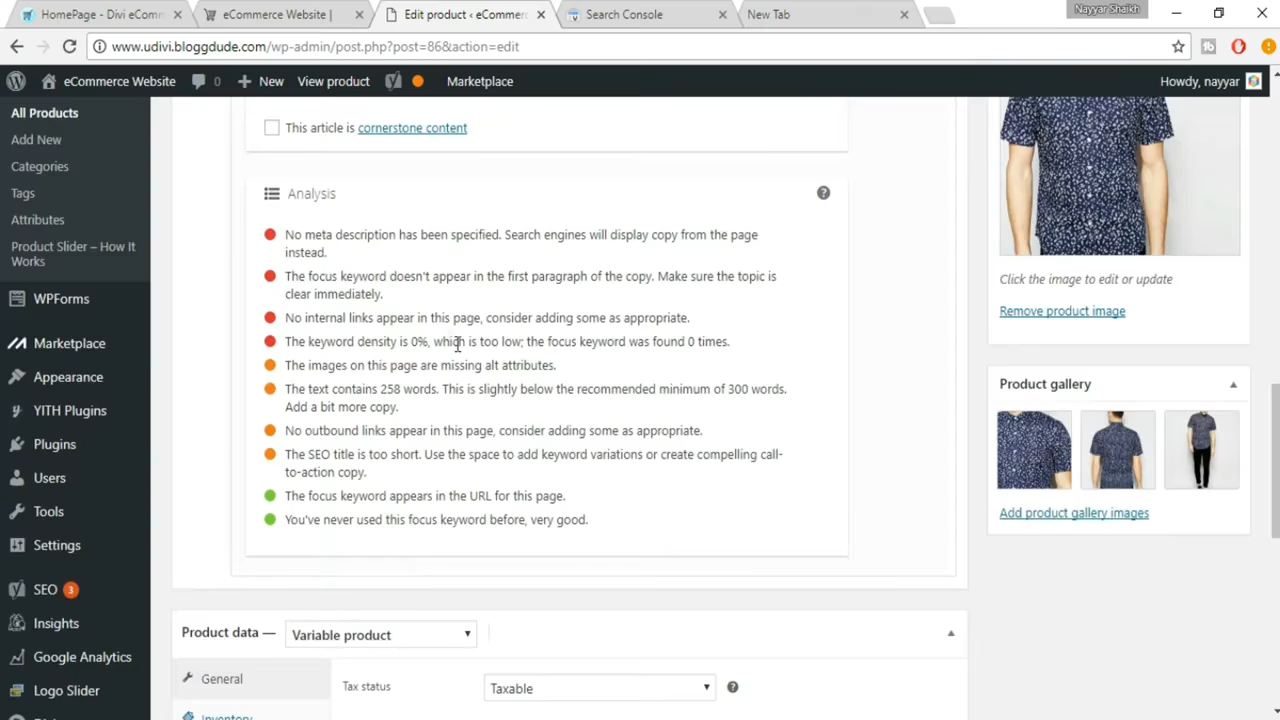 HomePage - Divi eComm
eCommerce Website |
Edit product ‹ eCommerc
Search Console
New Tab
Nayyar Shaikh
www.udivi.bloggdude.com/wp-admin/post.php?post=86&action=edit
eCommerce Website
0
New
View product
Marketplace
Howdy, nayyar
All Products
Add New
Categories
Tags
Attributes
Product Slider – How It
Works
WPForms
Marketplace
Appearance
YITH Plugins
Plugins
Users
Tools
Settings
SEO 3
Insights
Google Analytics
Logo Slider
This article is cornerstone content
Analysis
No meta description has been specified. Search engines will display copy from the page
instead.
The focus keyword doesn't appear in the first paragraph of the copy. Make sure the topic is
clear immediately.
No internal links appear in this page, consider adding some as appropriate.
The keyword density is 0%, which is too low; the focus keyword was found 0 times.
The images on this page are missing alt attributes.
The text contains 258 words. This is slightly below the recommended minimum of 300 words.
Add a bit more copy.
No outbound links appear in this page, consider adding some as appropriate.
The SEO title is too short. Use the space to add keyword variations or create compelling call-
to-action copy.
The focus keyword appears in the URL for this page.
You've never used this focus keyword before, very good.
Product data —
Variable product
General
Inventory
Tax status
Taxable
Click the image to edit or update
Remove product image
Product gallery
Add product gallery images